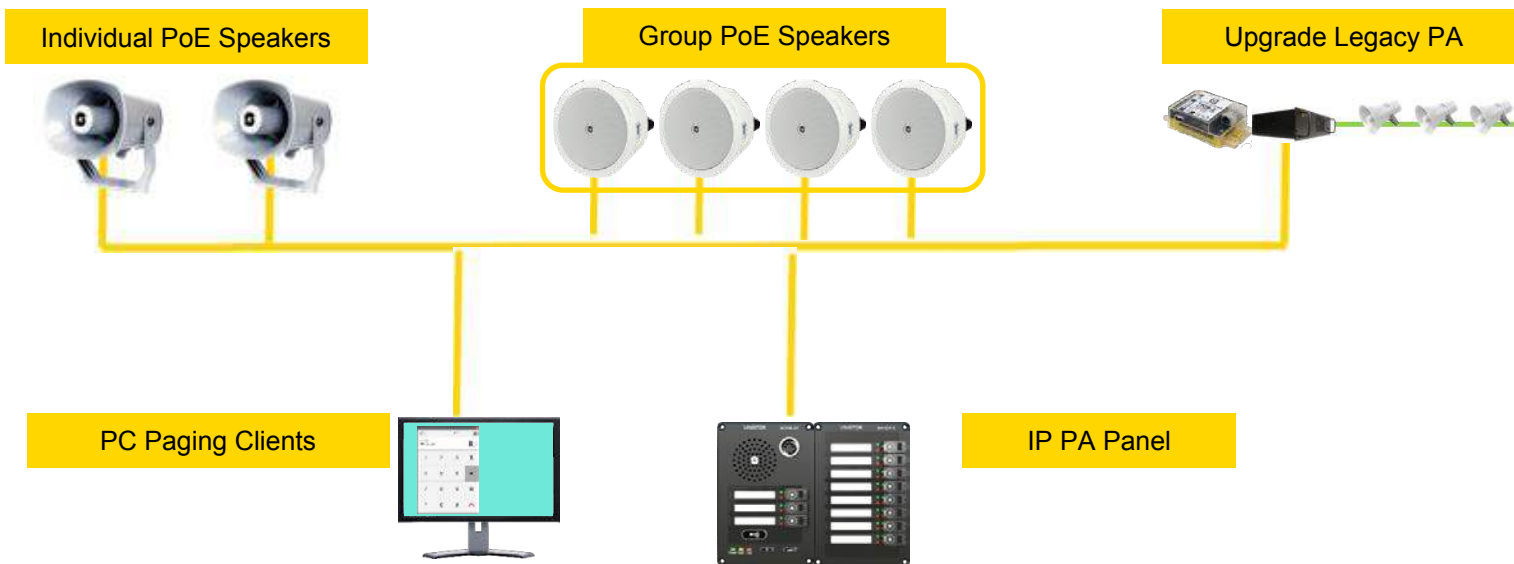 Individual PoE Speakers
Group PoE Speakers
Upgrade Legacy PA
PC Paging Clients
IP PA Panel